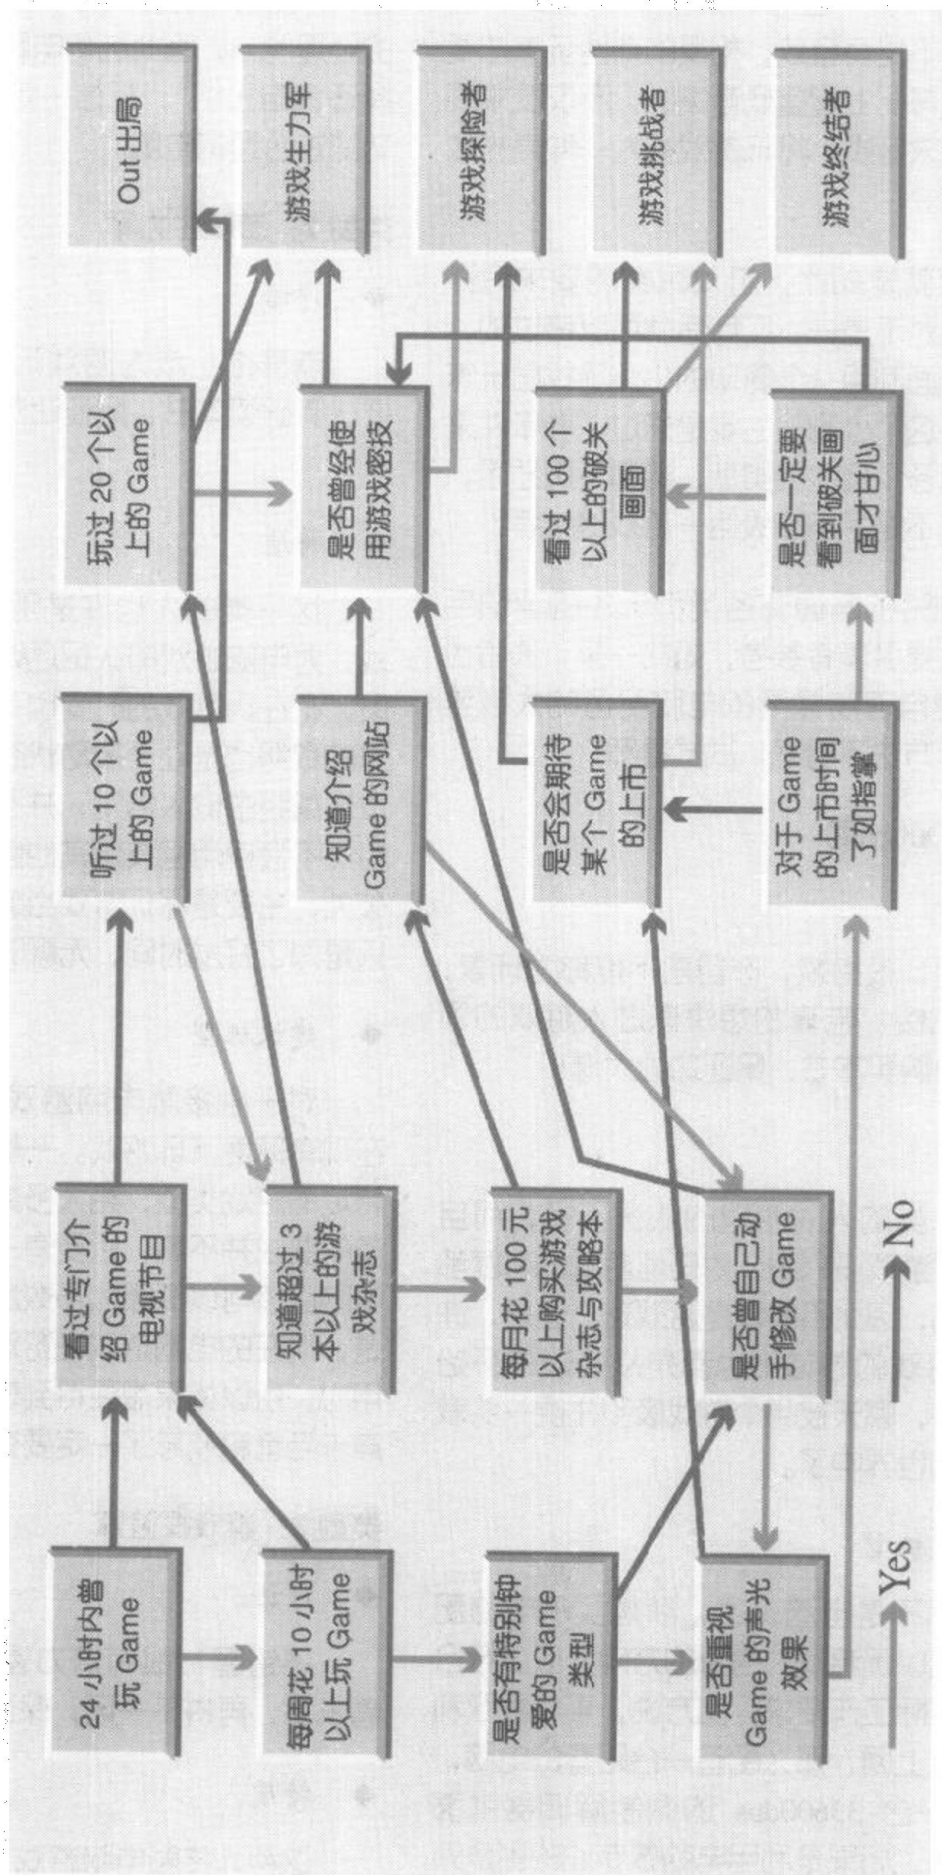 24 小时内曾
玩 Game
每周花 10 小时
以上玩 Game
是否有特别钟
爱的 Game
类型
是否重视
Game 的声光
效果
看过专门介
绍 Game 的
电视节目
知道超过 3
本以上的游
戏杂志
每月花 100 元
以上购买游戏
杂志与攻略本
是否曾自己动
手修改 Game
听过 10 个以
上的 Game
知道介绍
Game 的网站
是否会期待
某个 Game
的上市
对于 Game
的上市时间
了如指掌
玩过 20 个以
上的 Game
是否曾经使
用游戏密技
看过 100 个
以上的破关
画面
是否一定要
看到破关画
面才甘心
Out 出局
游戏生力军
游戏探险者
游戏挑战者
游戏终结者
Yes
No